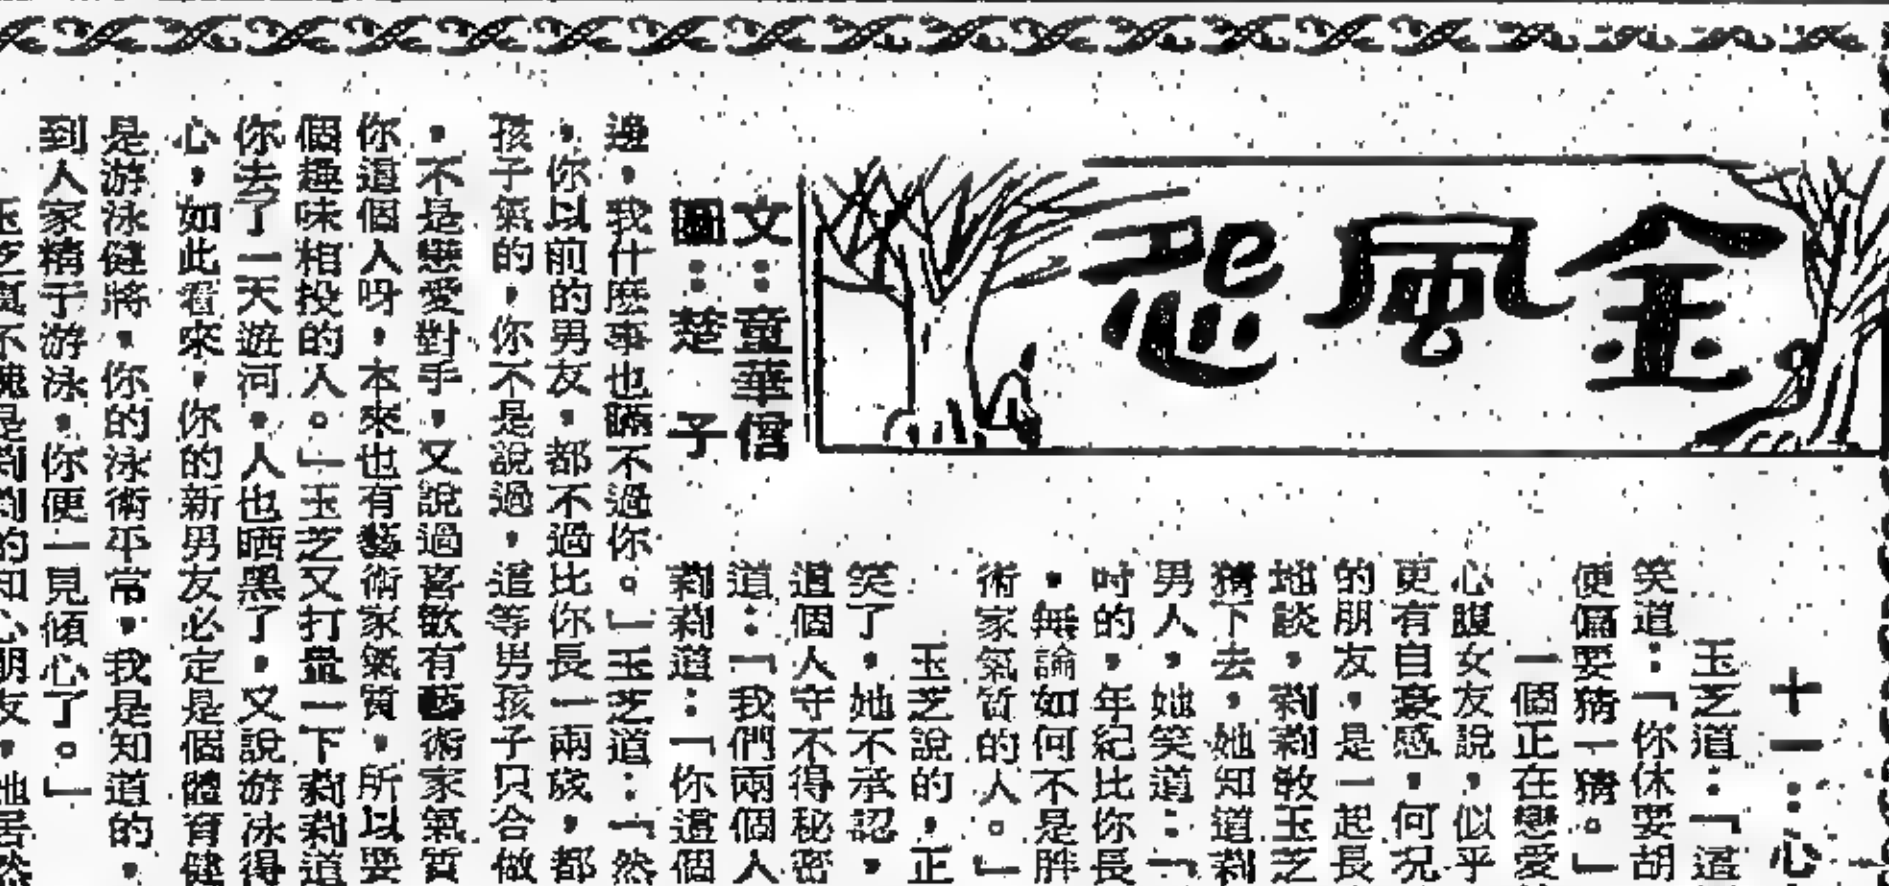 金風怨
文：童華信
圖：楚子
十一：心
玉芝道：「這
笑道：「你休要胡
便偏要猜一猜。」
一個正在戀愛
心腹女友說，似乎
更有自豪感，何況
的朋友，是一起長
地談，莉莉教玉芝
猜下去，她知道莉
男人，她笑道：「
時的，年紀比你長
，無論如何不是胖
術家氣質的人。」
玉芝說的，正
笑了，她不承認，
這個人守不得秘密
道：「我們兩個人
莉莉道：「你這個
邊，我什麼事也瞞不過你。」玉芝道：「然
，你以前的男友，都不過比你長一兩歲，都
孩子氣的，你不是說過，這等男孩子只合做
，不是戀愛對手，又說過喜歡有藝術家氣質
你這個人呀，本來也有藝術家氣質，所以要
個趣味相投的人。」玉芝又打量一下莉莉道
你去了一天游河，人也晒黑了，又說游泳得
心，如此看來，你的新男友必定是個體育健
是游泳健將，你的泳術平常，我是知道的，
到人家精于游泳，你便一見傾心了。」
玉芝眞不愧是莉莉的知心朋友，她居然